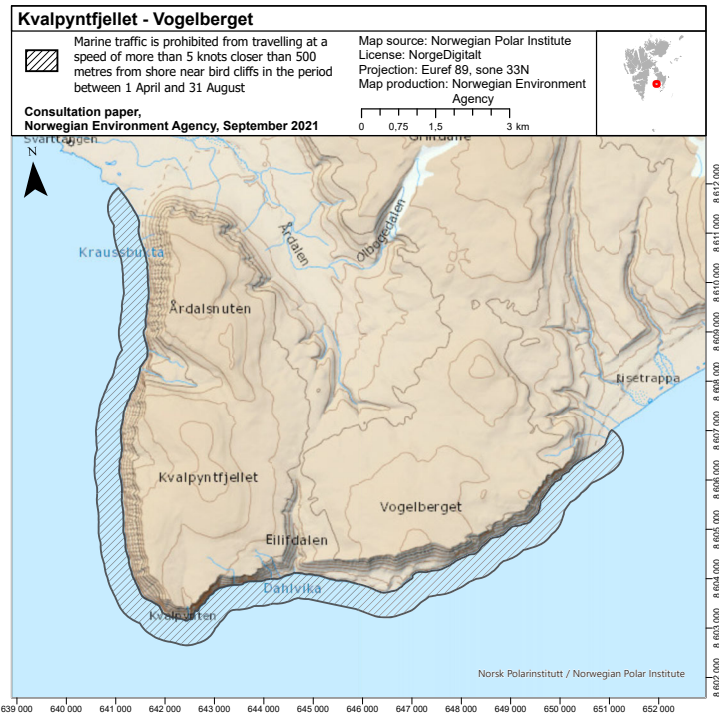 Kvalpyntfjellet - Vogelberget
Marine traffic is prohibited from travelling at a
speed of more than 5 knots closer than 500
metres from shore near bird cliffs in the period
between 1 April and 31 August
Consultation paper,
Norwegian Environment Agency, September 2021
Map source: Norwegian Polar Institute
License: NorgeDigitalt
Projection: Euref 89, sone 33N
Map production: Norwegian Environment
Agency
0 0,75 1,5 3 km
Svarttangen
N
Kraussbukta
Årdalen
Olbogedalen
Årdalsnuten
Lisetrappa
Kvalpyntfjellet
Vogelberget
Eilifdalen
Dahlvika
Kvalpynten
Norsk Polarinstitutt / Norwegian Polar Institute
8 612 000
8 611 000
8 610 000
8 609 000
8 608 000
8 607 000
8 606 000
8 605 000
8 604 000
8 603 000
8 602 000
639 000 640 000 641 000 642 000 643 000 644 000 645 000 646 000 647 000 648 000 649 000 650 000 651 000 652 000